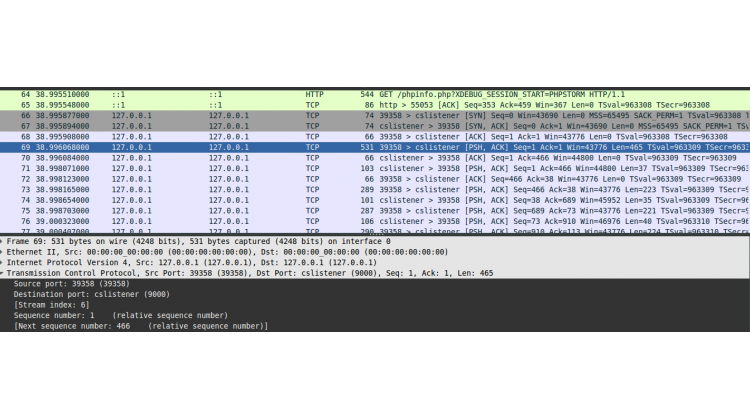 64 38.995510000 ::1 ::1 HTTP 544 GET /phpinfo.php?XDEBUG_SESSION_START=PHPSTORM HTTP/1.1
65 38.995548000 ::1 ::1 TCP 86 http > 55053 [ACK] Seq=353 Ack=459 Win=367 Len=0 TSval=963308 TSecr=963308
66 38.995877000 127.0.0.1 127.0.0.1 TCP 74 39358 > cslistener [SYN] Seq=0 Win=43690 Len=0 MSS=65495 SACK_PERM=1 TSval=963308 T
67 38.995894000 127.0.0.1 127.0.0.1 TCP 74 cslistener > 39358 [SYN, ACK] Seq=0 Ack=1 Win=43690 Len=0 MSS=65495 SACK_PERM=1 TS
68 38.995908000 127.0.0.1 127.0.0.1 TCP 66 39358 > cslistener [ACK] Seq=1 Ack=1 Win=43776 Len=0 TSval=963309 TSecr=963308
69 38.996068000 127.0.0.1 127.0.0.1 TCP 531 39358 > cslistener [PSH, ACK] Seq=1 Ack=1 Win=43776 Len=465 TSval=963309 TSecr=963
70 38.996084000 127.0.0.1 127.0.0.1 TCP 66 cslistener > 39358 [ACK] Seq=1 Ack=466 Win=44800 Len=0 TSval=963309 TSecr=963309
71 38.998071000 127.0.0.1 127.0.0.1 TCP 103 cslistener > 39358 [PSH, ACK] Seq=1 Ack=466 Win=44800 Len=37 TSval=963309 TSecr=963
72 38.998123000 127.0.0.1 127.0.0.1 TCP 66 39358 > cslistener [ACK] Seq=466 Ack=38 Win=43776 Len=0 TSval=963309 TSecr=963309
73 38.998165000 127.0.0.1 127.0.0.1 TCP 289 39358 > cslistener [PSH, ACK] Seq=466 Ack=38 Win=43776 Len=223 TSval=963309 TSecr=9
74 38.998654000 127.0.0.1 127.0.0.1 TCP 101 cslistener > 39358 [PSH, ACK] Seq=38 Ack=689 Win=45952 Len=35 TSval=963309 TSecr=96
75 38.998703000 127.0.0.1 127.0.0.1 TCP 287 39358 > cslistener [PSH, ACK] Seq=689 Ack=73 Win=43776 Len=221 TSval=963309 TSecr=9
76 39.000323000 127.0.0.1 127.0.0.1 TCP 106 cslistener > 39358 [PSH, ACK] Seq=73 Ack=910 Win=46976 Len=40 TSval=963310 TSecr=96
77 39.000407000 127.0.0.1 127.0.0.1 TCP 290 39358 > cslistener [PSH, ACK] Seq=910 Ack=113 Win=43776 Len=224 TSval=963310 TSecr=
Frame 69: 531 bytes on wire (4248 bits), 531 bytes captured (4248 bits) on interface 0
Ethernet II, Src: 00:00:00_00:00:00 (00:00:00:00:00:00), Dst: 00:00:00_00:00:00 (00:00:00:00:00:00)
Internet Protocol Version 4, Src: 127.0.0.1 (127.0.0.1), Dst: 127.0.0.1 (127.0.0.1)
Transmission Control Protocol, Src Port: 39358 (39358), Dst Port: cslistener (9000), Seq: 1, Ack: 1, Len: 465
Source port: 39358 (39358)
Destination port: cslistener (9000)
[Stream index: 6]
Sequence number: 1 (relative sequence number)
[Next sequence number: 466 (relative sequence number)]